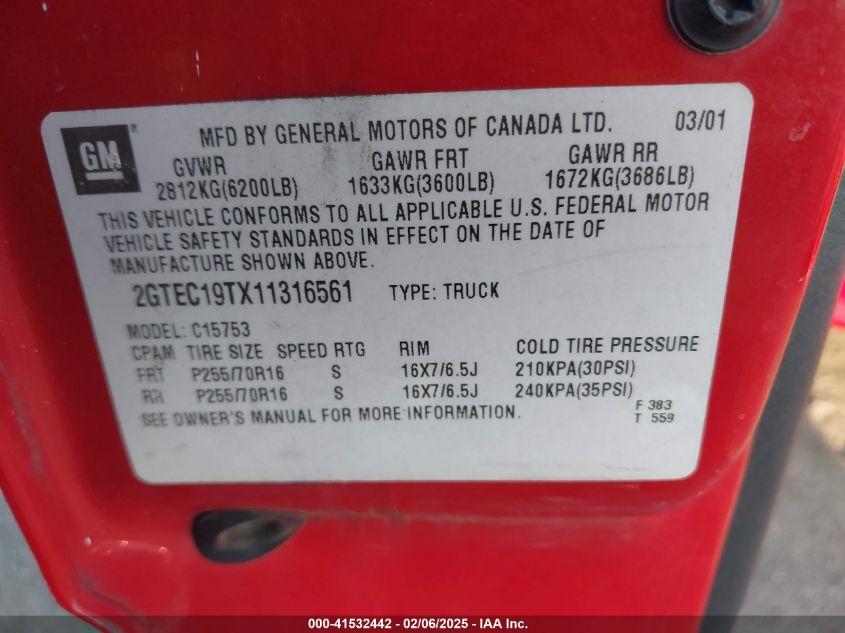 GM
MFD BY GENERAL MOTORS OF CANADA LTD. 03/01
GVWR GAWR FRT GAWR RR
2812KG(6200LB) 1633KG(3600LB) 1672KG(3686LB)
THIS VEHICLE CONFORMS TO ALL APPLICABLE U.S. FEDERAL MOTOR
VEHICLE SAFETY STANDARDS IN EFFECT ON THE DATE OF
MANUFACTURE SHOWN ABOVE.
2GTEC19TX11316561 TYPE: TRUCK
MODEL: C15753
CPAM TIRE SIZE SPEED RTG RIM COLD TIRE PRESSURE
FRT P255/70R16 S 16X7/6.5J 210KPA(30PSI)
RR P255/70R16 S 16X7/6.5J 240KPA(35PSI)
SEE OWNER'S MANUAL FOR MORE INFORMATION.
F 383
T 559
000-41532442 - 02/06/2025 - IAA Inc.